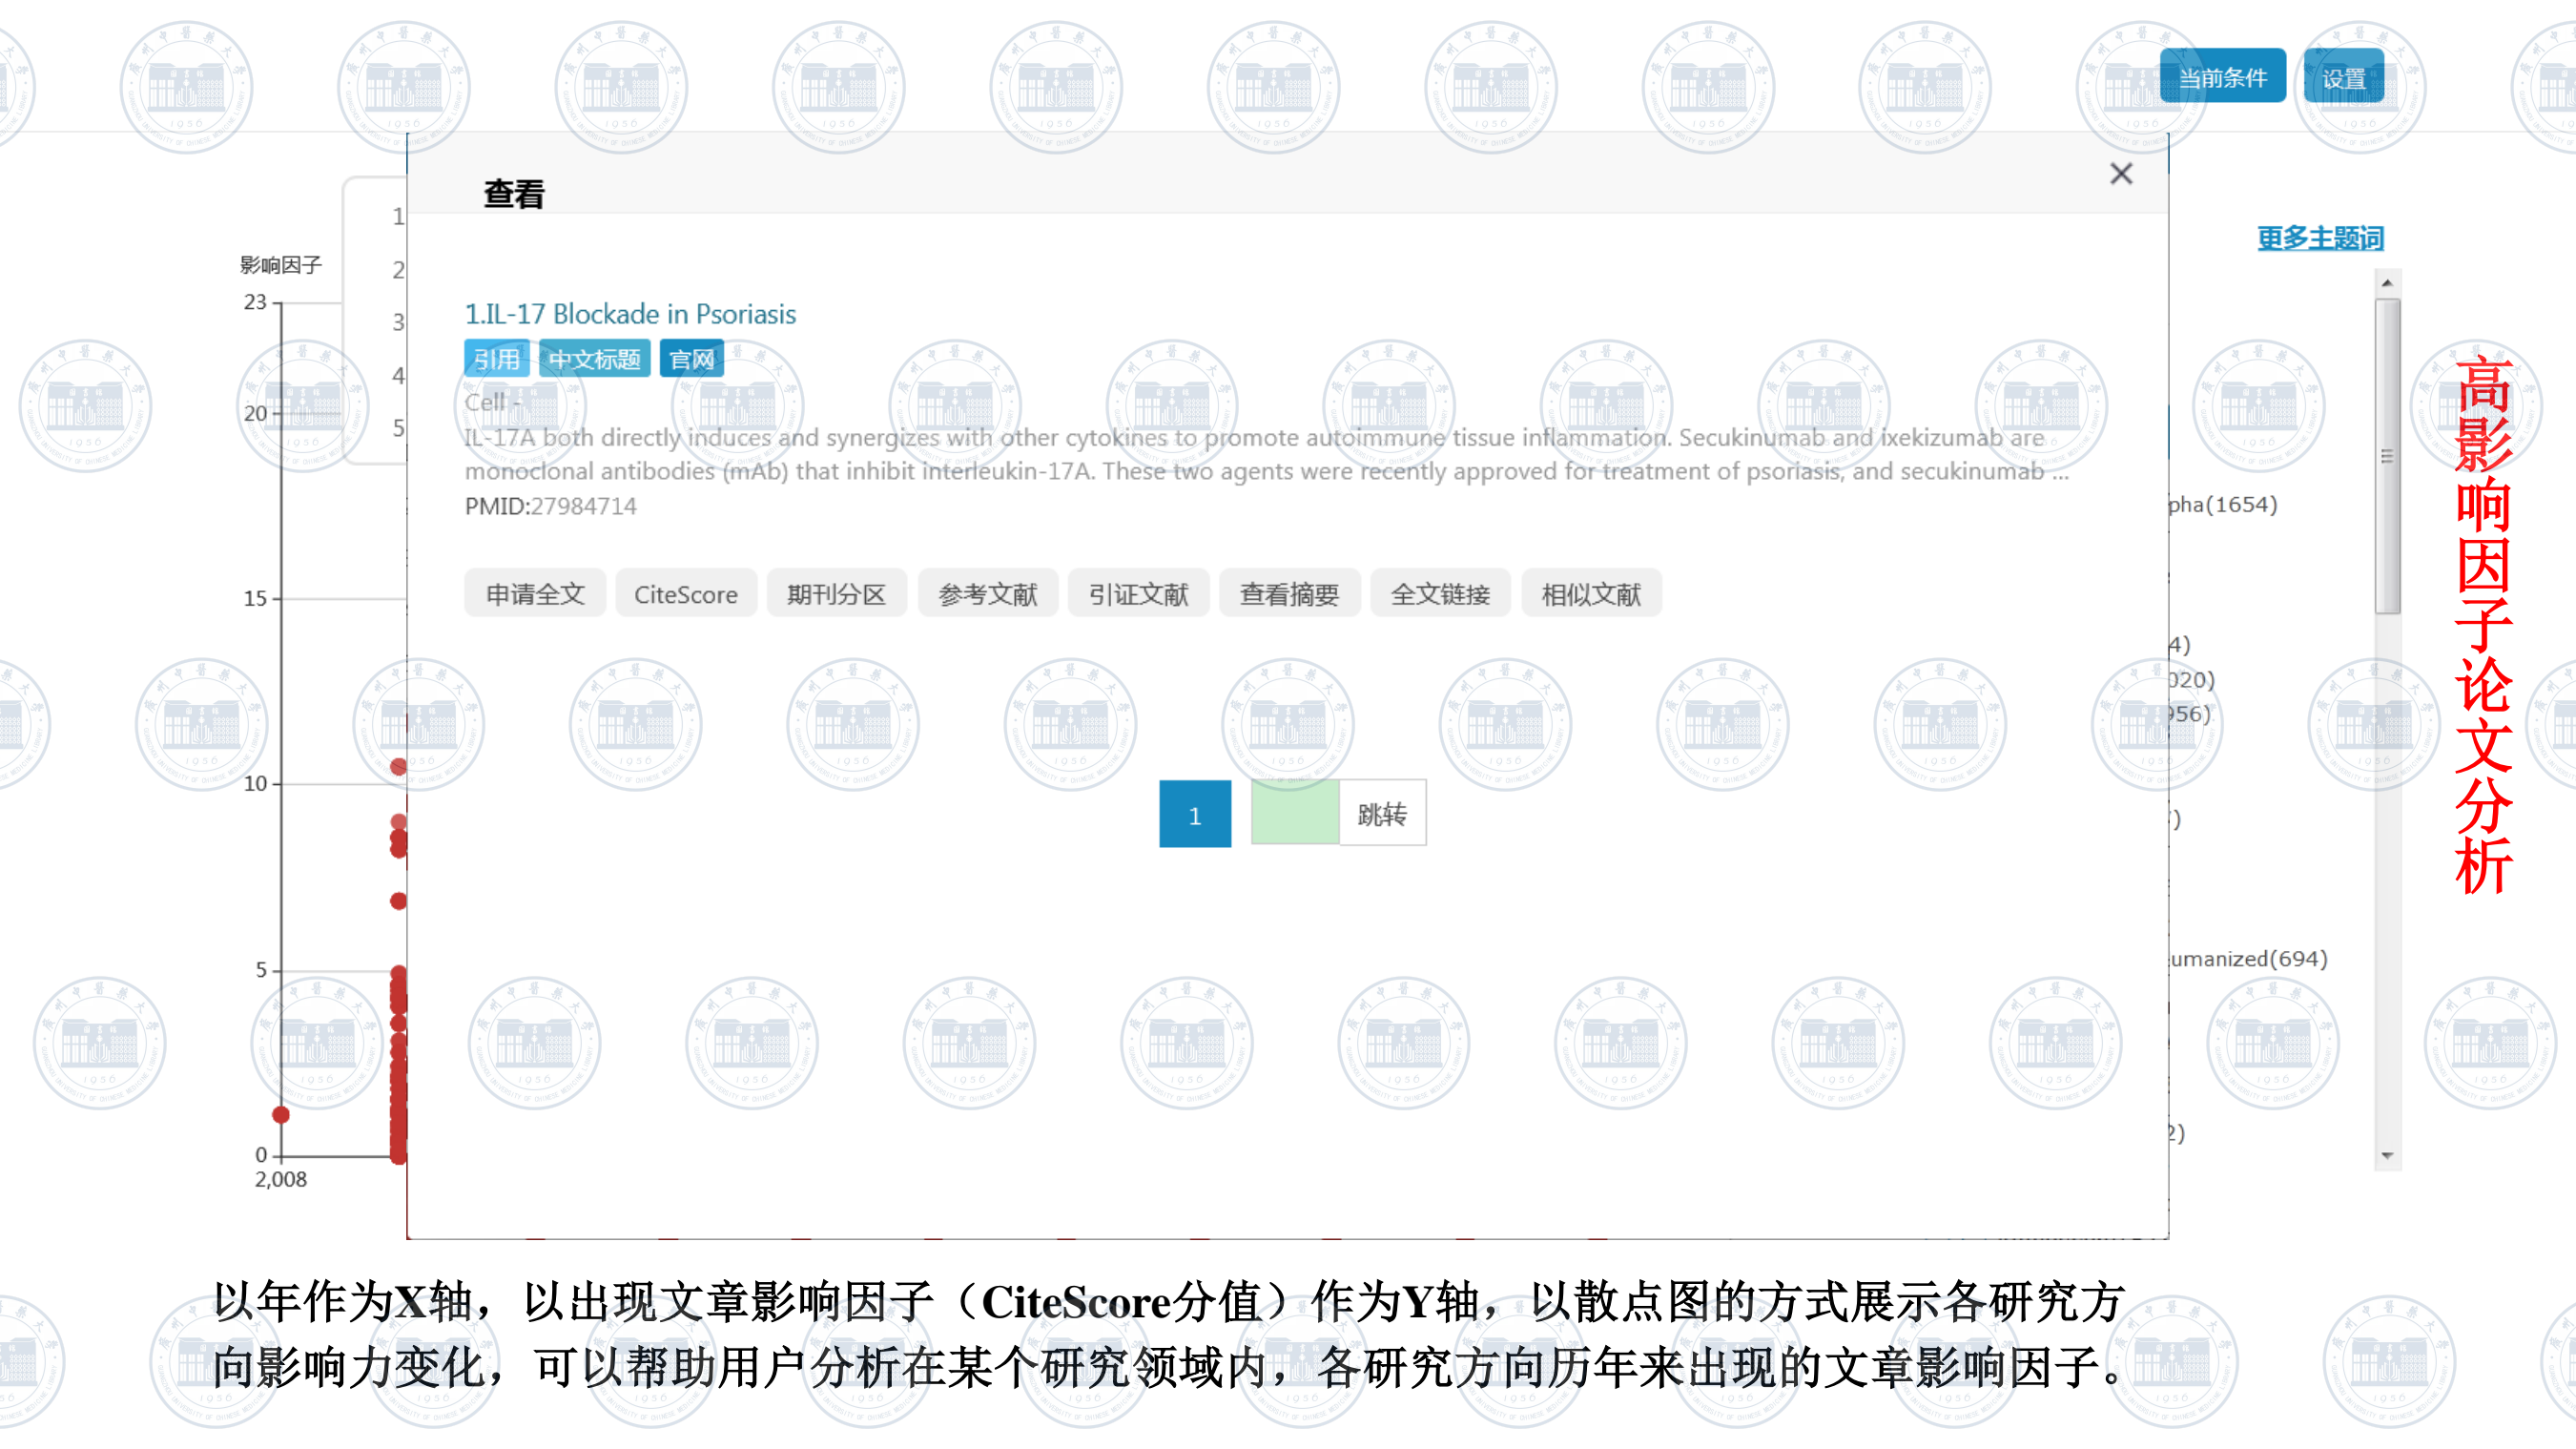 当前条件
设置
查看
×
1
2
3
4
5
影响因子
23
20
15
10
5
0
2,008
1.IL-17 Blockade in Psoriasis
引用 中文标题 官网
Cell -
IL-17A both directly induces and synergizes with other cytokines to promote autoimmune tissue inflammation. Secukinumab and ixekizumab are
monoclonal antibodies (mAb) that inhibit interleukin-17A. These two agents were recently approved for treatment of psoriasis, and secukinumab ...
PMID:27984714
申请全文 CiteScore 期刊分区 参考文献 引证文献 查看摘要 全文链接 相似文献
1 跳转
更多主题词
pha(1654)
4)
020)
956)
)
umanized(694)
2)
高影响因子论文分析
以年作为X轴，以出现文章影响因子（CiteScore分值）作为Y轴，以散点图的方式展示各研究方
向影响力变化，可以帮助用户分析在某个研究领域内，各研究方向历年来出现的文章影响因子。